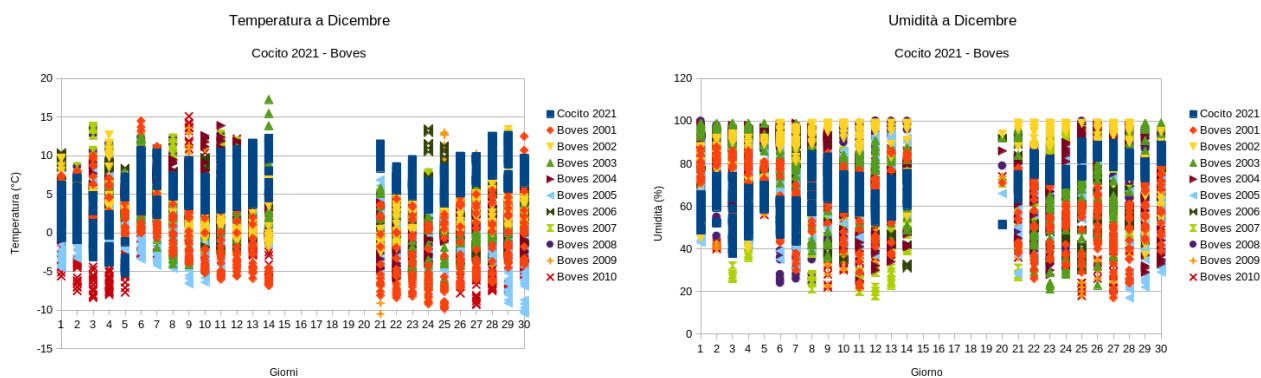 Temperatura a Dicembre
Cocito 2021 - Boves
Temperatura (°C)
20
15
10
5
0
-5
-10
-15
1 2 3 4 5 6 7 8 9 10 11 12 13 14 15 16 17 18 19 20 21 22 23 24 25 26 27 28 29 30
Giorni
Cocito 2021
Boves 2001
Boves 2002
Boves 2003
Boves 2004
Boves 2005
Boves 2006
Boves 2007
Boves 2008
Boves 2009
Boves 2010
Umidità a Dicembre
Cocito 2021 - Boves
Umidità (%)
120
100
80
60
40
20
0
1 2 3 4 5 6 7 8 9 10 11 12 13 14 15 16 17 18 19 20 21 22 23 24 25 26 27 28 29 30
Giorno
Cocito 2021
Boves 2001
Boves 2002
Boves 2003
Boves 2004
Boves 2005
Boves 2006
Boves 2007
Boves 2008
Boves 2009
Boves 2010